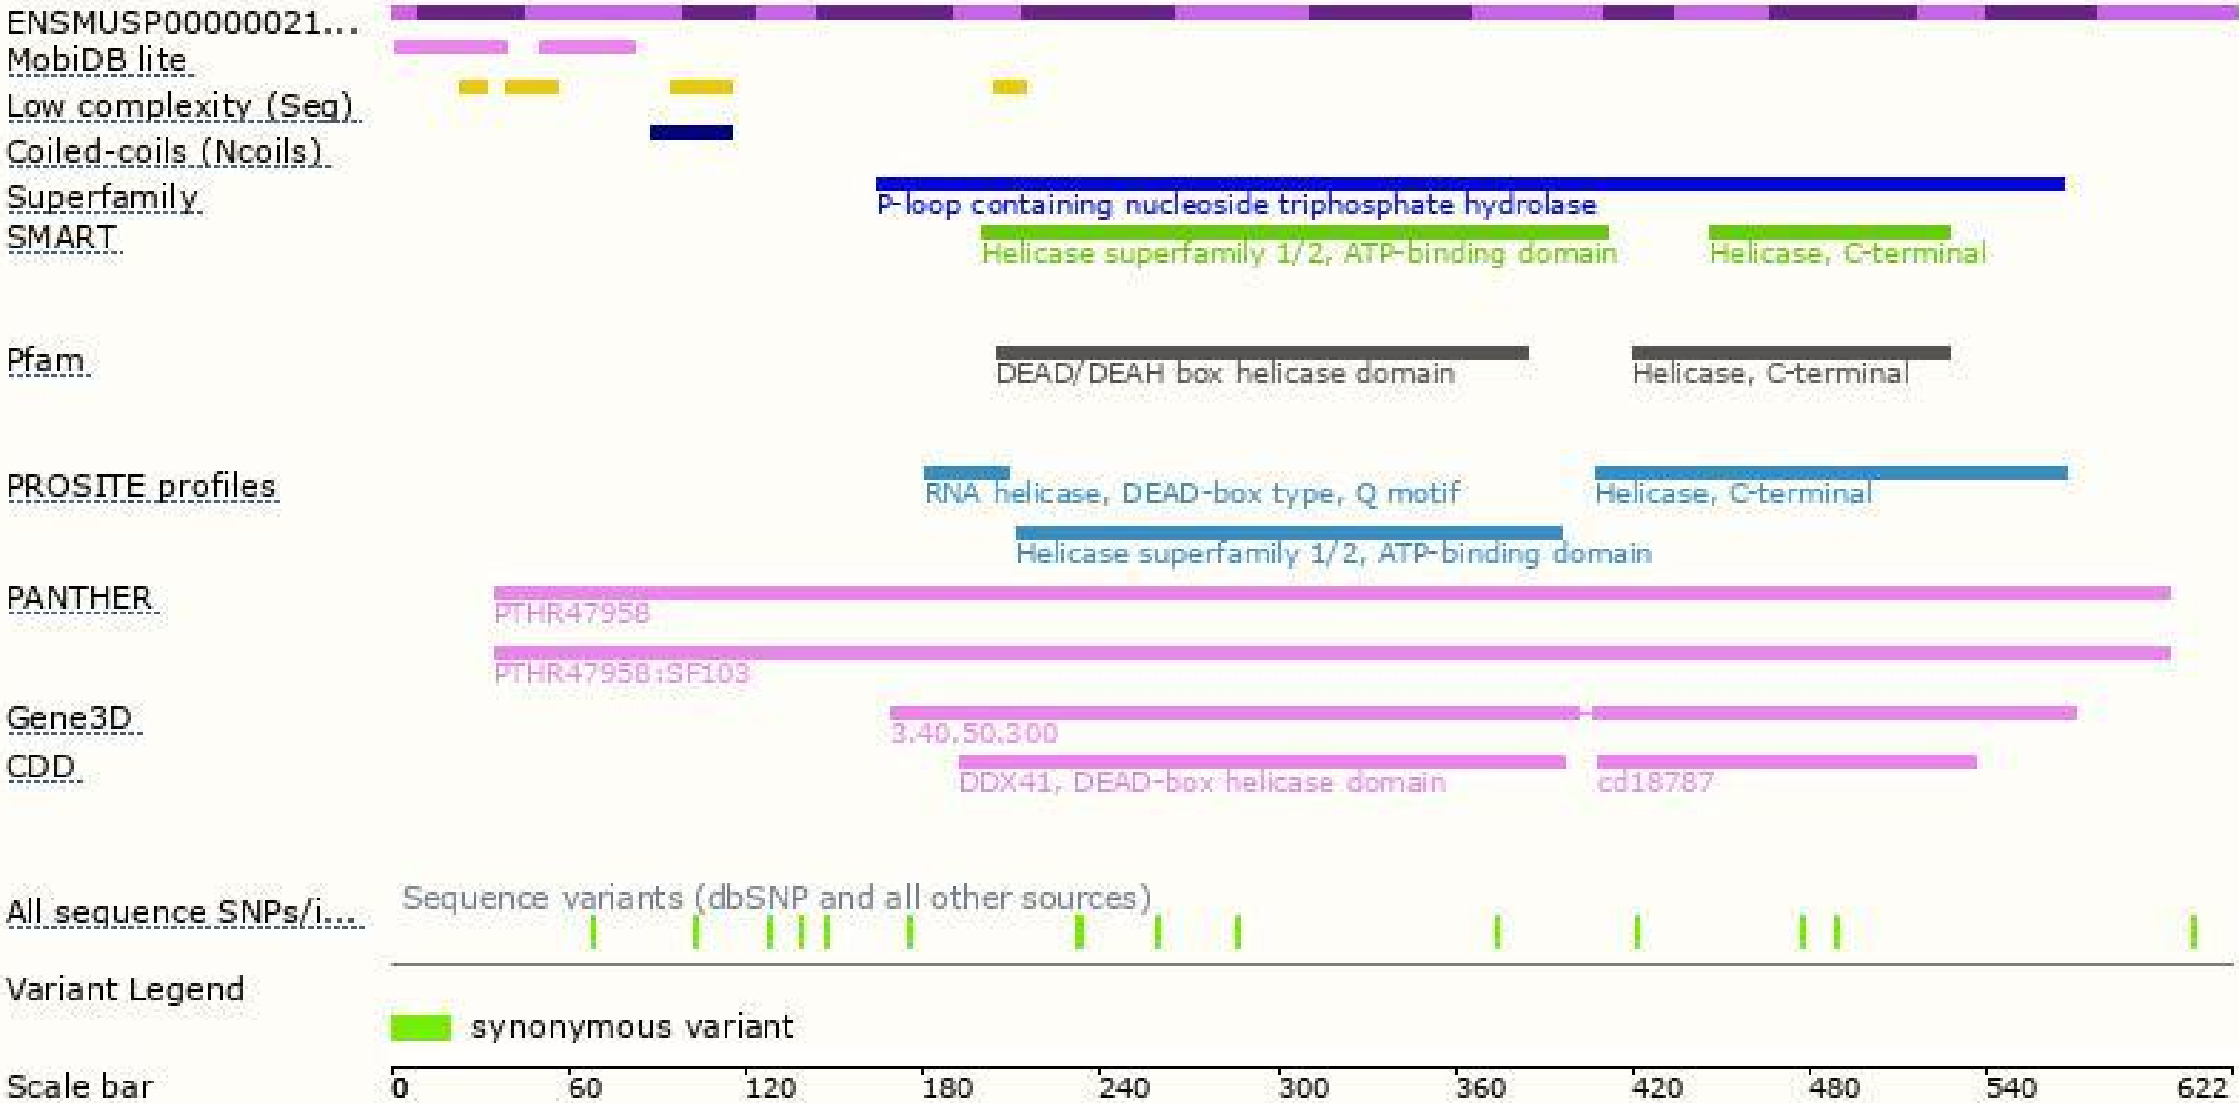 ENSMUSP00000021...
MobiDB lite
Low complexity (Seg)
Coiled-coils (Ncoils)
Superfamily
P-loop containing nucleoside triphosphate hydrolase
SMART
Helicase superfamily 1/2, ATP-binding domain Helicase, C-terminal
Pfam
DEAD/DEAH box helicase domain Helicase, C-terminal
PROSITE profiles
RNA helicase, DEAD-box type, Q motif Helicase, C-terminal
Helicase superfamily 1/2, ATP-binding domain
PANTHER
PTHR47958
PTHR47958:SF103
Gene3D
3.40.50.300
CDD
DDX41, DEAD-box helicase domain cd18787
Sequence variants (dbSNP and all other sources)
All sequence SNPs/i...
Variant Legend
synonymous variant
Scale bar 0 60 120 180 240 300 360 420 480 540 622